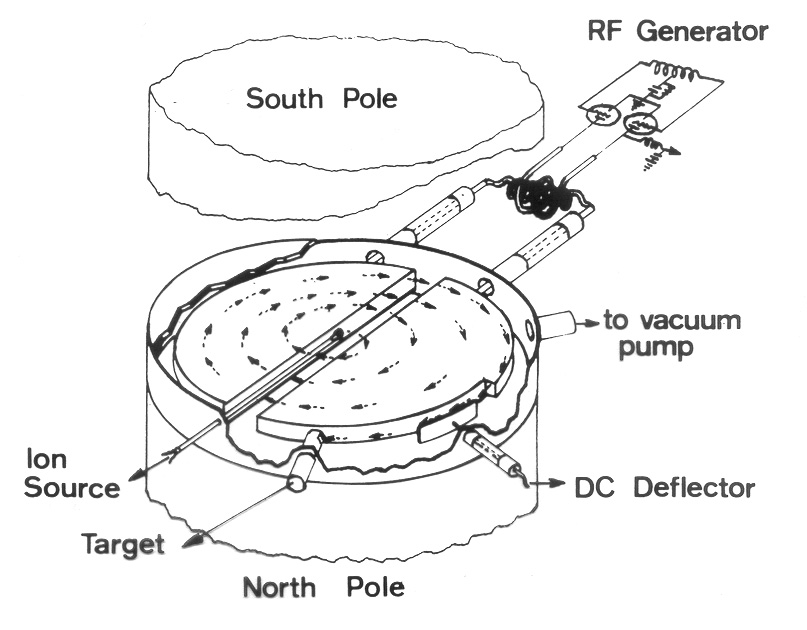 RF Generator
South Pole
to vacuum
pump
Ion
Source
DC Deflector
Target
North Pole